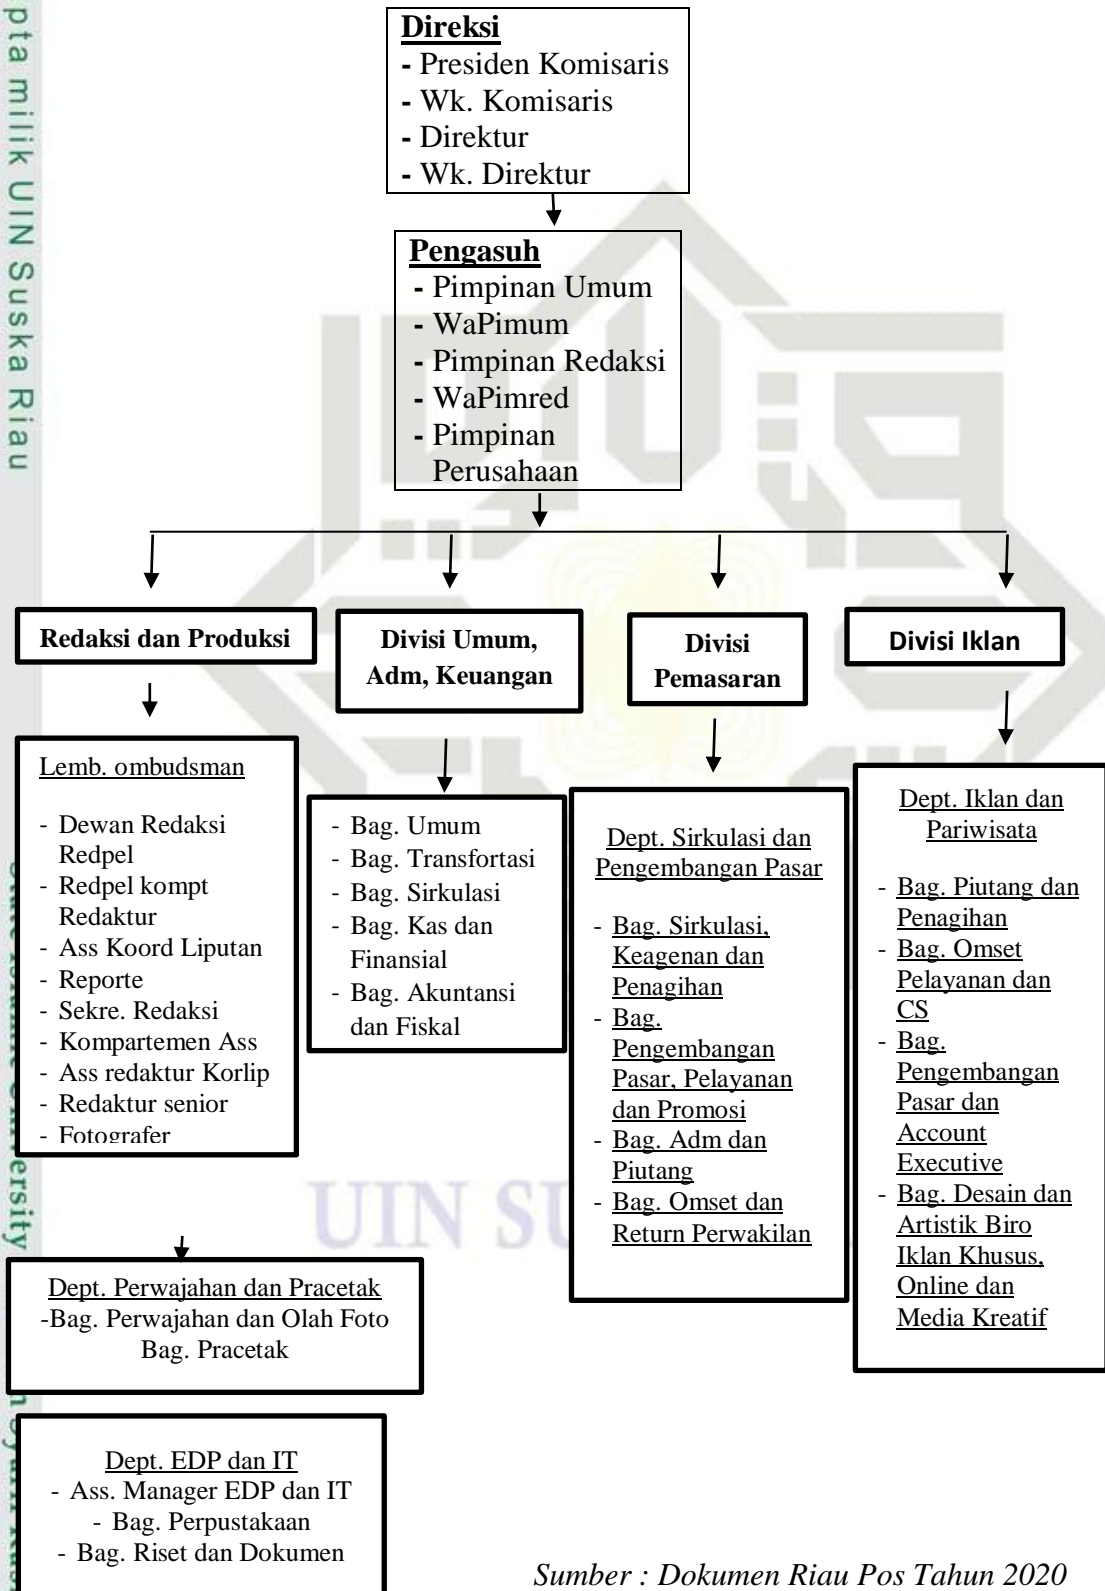 Direksi
- Presiden Komisaris
- Wk. Komisaris
- Direktur
- Wk. Direktur
Pengasuh
- Pimpinan Umum
- WaPimum
- Pimpinan Redaksi
- WaPimred
- Pimpinan
Perusahaan
Redaksi dan Produksi
Divisi Umum,
Adm, Keuangan
Divisi
Pemasaran
Divisi Iklan
Lemb. ombudsman
- Dewan Redaksi
Redpel
- Redpel kompt
Redaktur
- Ass Koord Liputan
- Reporte
- Sekre. Redaksi
- Kompartemen Ass
- Ass redaktur Korlip
- Redaktur senior
- Fotografer
- Bag. Umum
- Bag. Transfortasi
- Bag. Sirkulasi
- Bag. Kas dan
Finansial
- Bag. Akuntansi
dan Fiskal
Dept. Sirkulasi dan
Pengembangan Pasar
- Bag. Sirkulasi,
Keagenan dan
Penagihan
- Bag.
Pengembangan
Pasar, Pelayanan
dan Promosi
- Bag. Adm dan
Piutang
- Bag. Omset dan
Return Perwakilan
Dept. Iklan dan
Pariwisata
- Bag. Piutang dan
Penagihan
- Bag. Omset
Pelayanan dan
CS
- Bag.
Pengembangan
Pasar dan
Account
Executive
- Bag. Desain dan
Artistik Biro
Iklan Khusus,
Online dan
Media Kreatif
Dept. Perwajahan dan Pracetak
-Bag. Perwajahan dan Olah Foto
Bag. Pracetak
Dept. EDP dan IT
- Ass. Manager EDP dan IT
- Bag. Perpustakaan
- Bag. Riset dan Dokumen
Sumber : Dokumen Riau Pos Tahun 2020
milik UIN Suska Riau
UIN